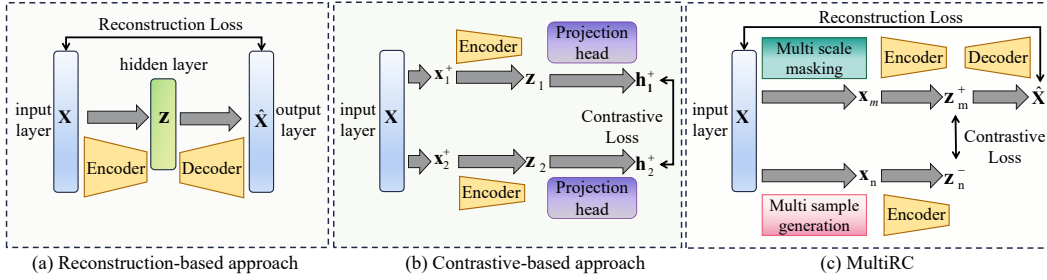 Reconstruction Loss
hidden layer
input
layer
X
Z
X̂
output
layer
Encoder
Decoder
(a) Reconstruction-based approach
Encoder
Projection
head
input
layer
X
x₁⁺
z₁
h₁⁺
Contrastive
Loss
x₂⁺
z₂
h₂⁺
Encoder
Projection
head
(b) Contrastive-based approach
Reconstruction Loss
Multi scale
masking
Encoder
Decoder
input
layer
X
xₘ
zₘ⁺
X̂
Contrastive
Loss
xₙ
zₙ⁻
Multi sample
generation
Encoder
(c) MultiRC